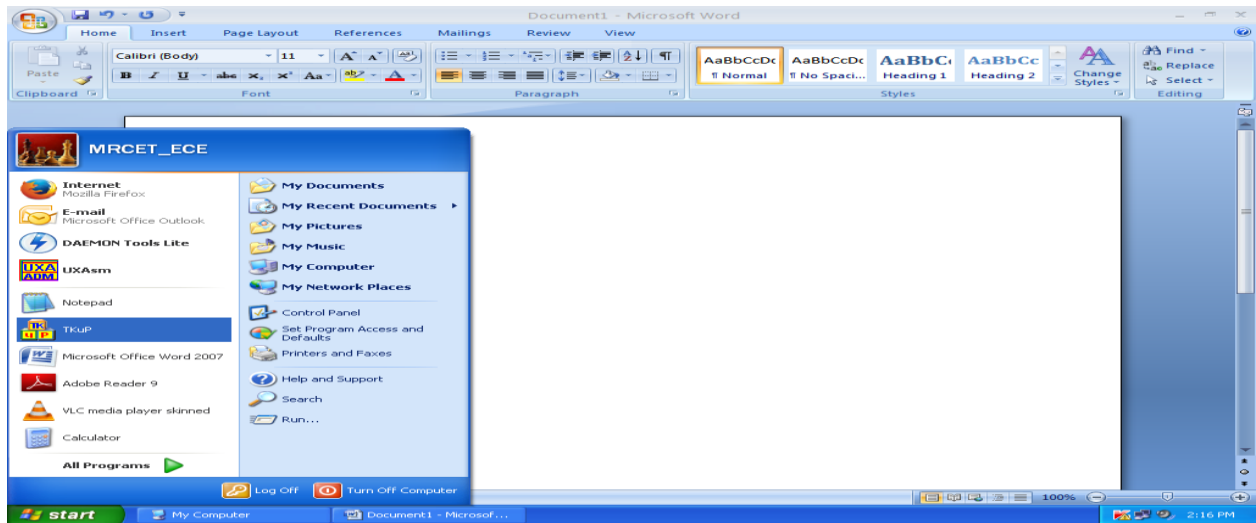 Document1 - Microsoft Word
Home Insert Page Layout References Mailings Review View
Paste
Calibri (Body) 11
B I U abc x₂ x² Aa A
AaBbCcDc AaBbCcDc AaBbC AaBbCc
¶ Normal ¶ No Spaci... Heading 1 Heading 2
Change Styles
Find
Replace
Select
Clipboard Font Paragraph Styles Editing
MRCET_ECE
Internet
Mozilla Firefox
E-mail
Microsoft Office Outlook
DAEMON Tools Lite
UXAsm
Notepad
TKuP
Microsoft Office Word 2007
Adobe Reader 9
VLC media player skinned
Calculator
All Programs
My Documents
My Recent Documents
My Pictures
My Music
My Computer
My Network Places
Control Panel
Set Program Access and
Defaults
Printers and Faxes
Help and Support
Search
Run...
Log Off Turn Off Computer
100%
start My Computer Document1 - Microsof... 2:16 PM